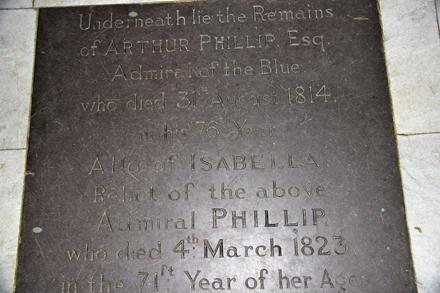 Underneath lie the Remains
of ARTHUR PHILLIP Esq.
Admiral of the Blue
who died 31st August 1814.
in his 76 Year
Also of ISABELLA
Relict of the above
Admiral PHILLIP.
who died 4th March 1823
in the 71st Year of her Age